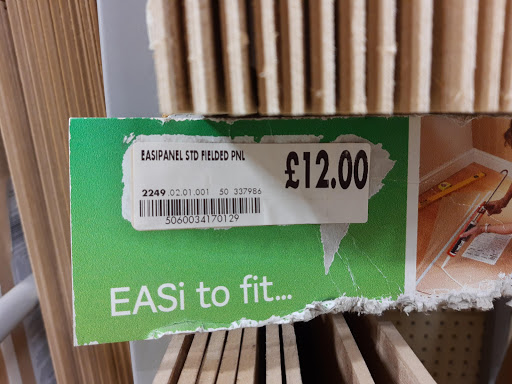 EASIPANEL STD FIELDED PNL
£12.00
2249 .02.01.001 50 337986
5060034170129
EASi to fit...